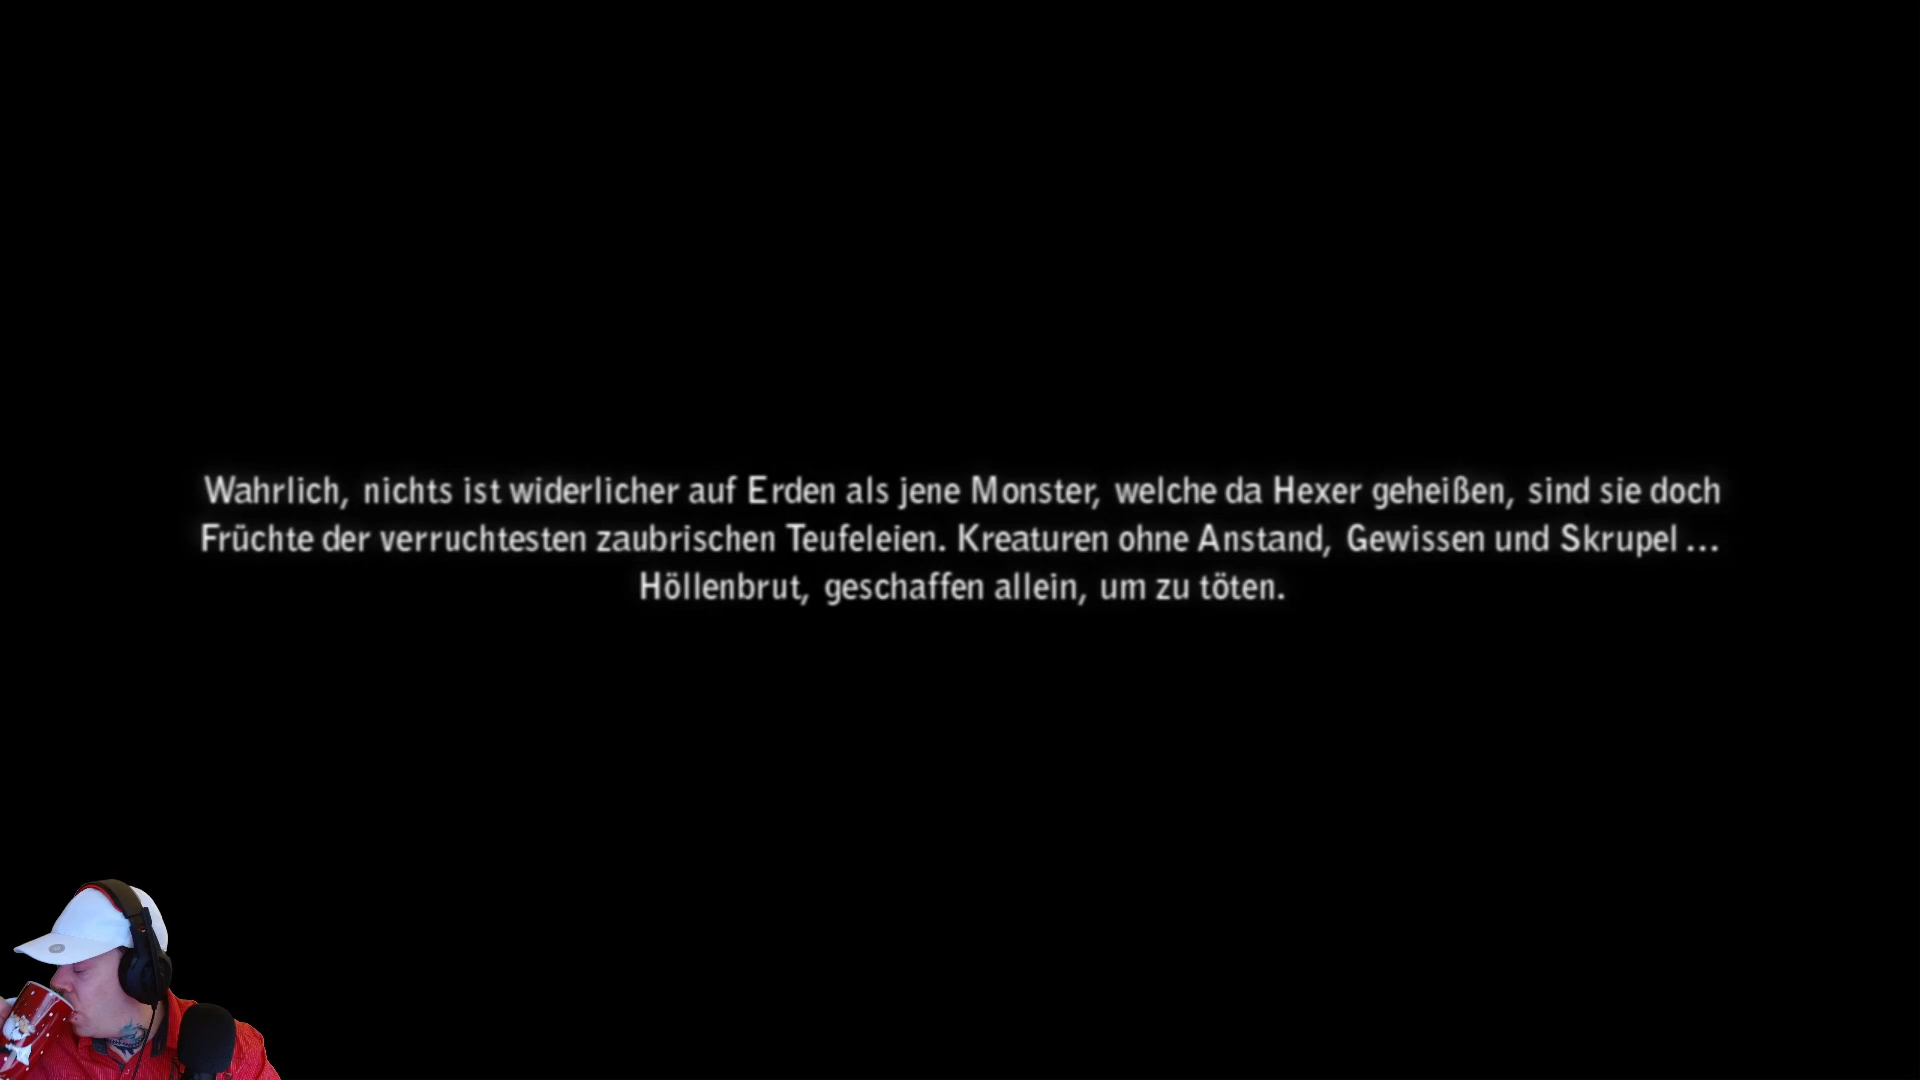 Wahrlich, nichts ist widerlicher auf Erden als jene Monster, welche da Hexer geheißen, sind sie doch
Früchte der verruchtesten zaubrischen Teufeleien. Kreaturen ohne Anstand, Gewissen und Skrupel ...
Höllenbrut, geschaffen allein, um zu töten.